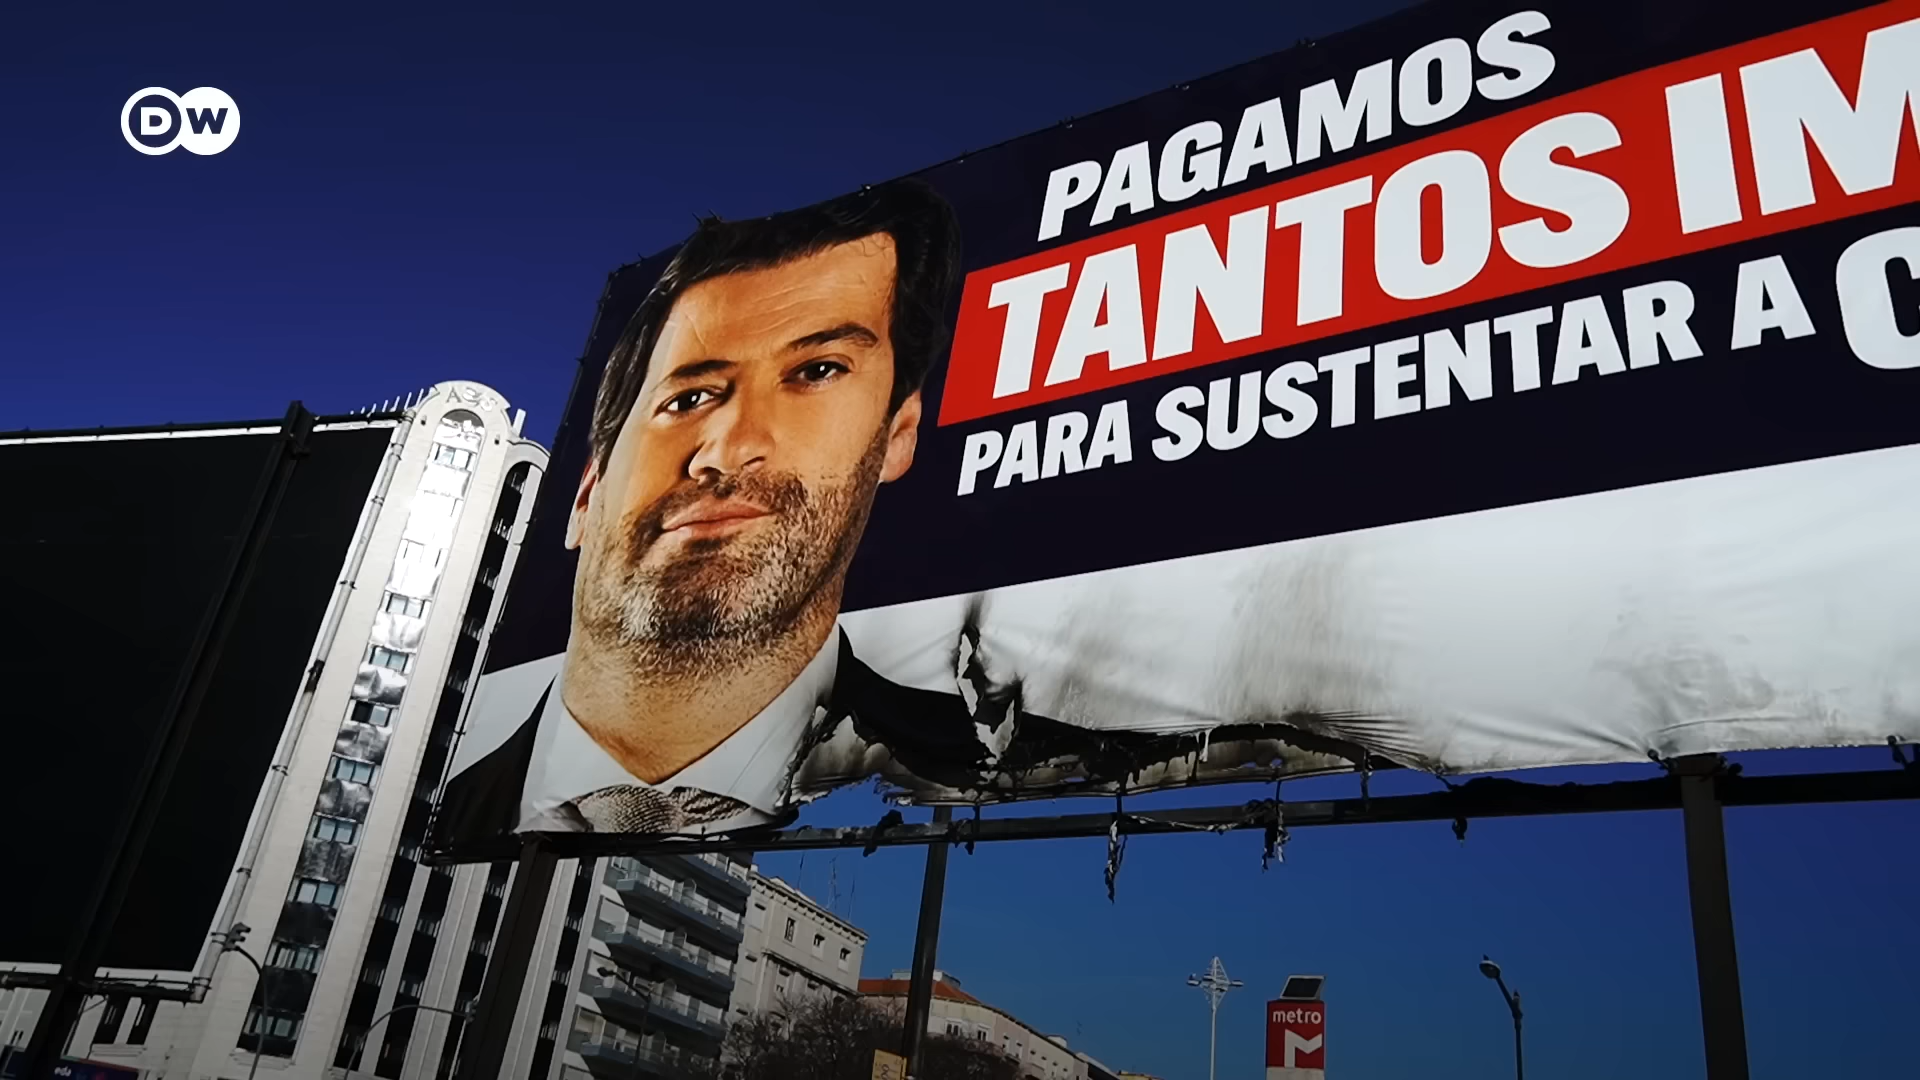 DW
PAGAMOS
TANTOS IM
PARA SUSTENTAR A C
metro
M